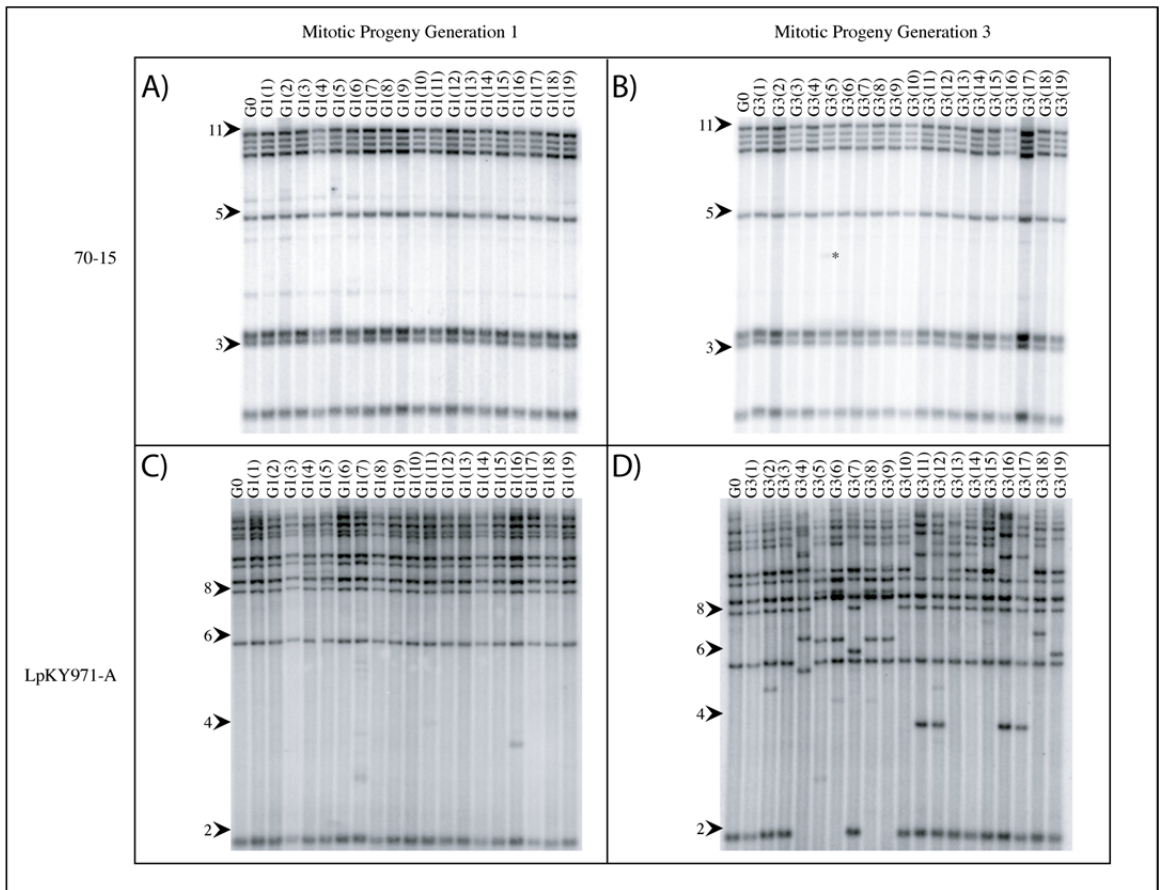 Mitotic Progeny Generation 1
Mitotic Progeny Generation 3
70-15
A)
G0 G1(1) G1(2) G1(3) G1(4) G1(5) G1(6) G1(7) G1(8) G1(9) G1(10) G1(11) G1(12) G1(13) G1(14) G1(15) G1(16) G1(17) G1(18) G1(19)
11
5
3
B)
G0 G3(1) G3(2) G3(3) G3(4) G3(5) G3(6) G3(7) G3(8) G3(9) G3(10) G3(11) G3(12) G3(13) G3(14) G3(15) G3(16) G3(17) G3(18) G3(19)
11
5
*
3
LpKY971-A
C)
G0 G1(1) G1(2) G1(3) G1(4) G1(5) G1(6) G1(7) G1(8) G1(9) G1(10) G1(11) G1(12) G1(13) G1(14) G1(15) G1(16) G1(17) G1(18) G1(19)
8
6
4
2
D)
G0 G3(1) G3(2) G3(3) G3(4) G3(5) G3(6) G3(7) G3(8) G3(9) G3(10) G3(11) G3(12) G3(13) G3(14) G3(15) G3(16) G3(17) G3(18) G3(19)
8
6
4
2